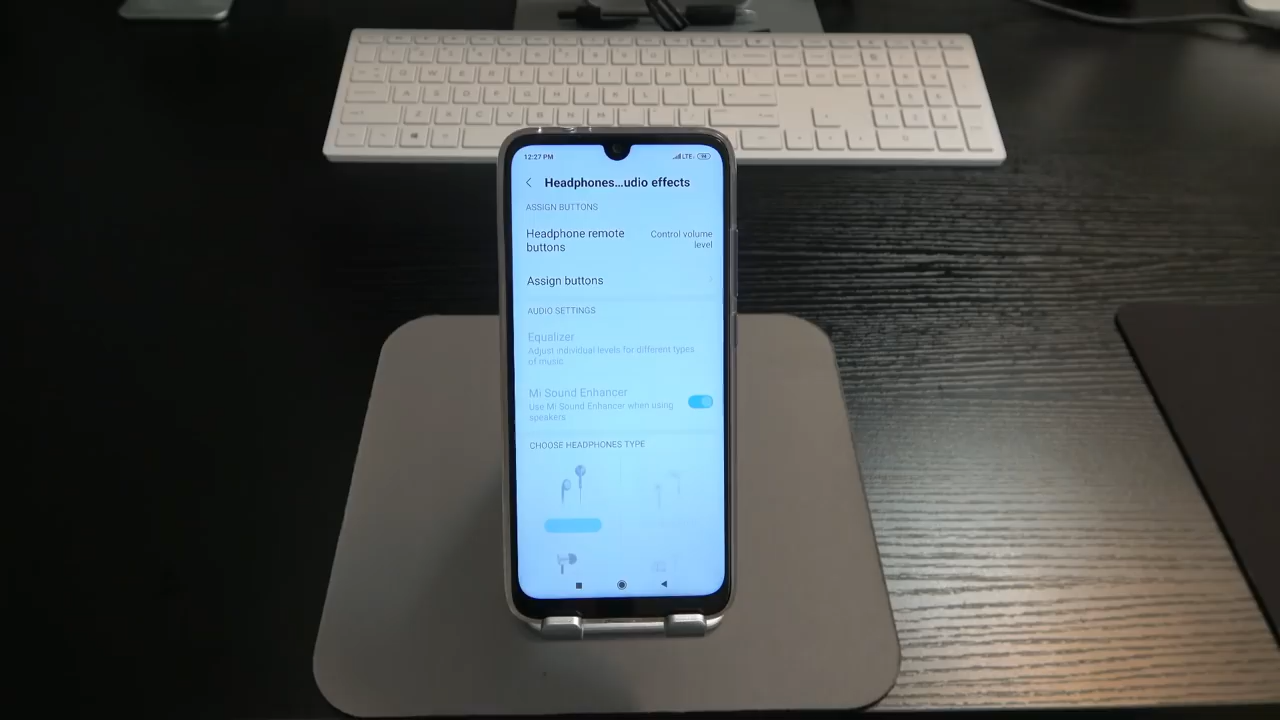 12:27 PM
LTE
Headphones...udio effects
ASSIGN BUTTONS
Headphone remote
buttons
Control volume
level
Assign buttons
AUDIO SETTINGS
Equalizer
Adjust individual levels for different types
of music
Mi Sound Enhancer
Use Mi Sound Enhancer when using
speakers
CHOOSE HEADPHONES TYPE